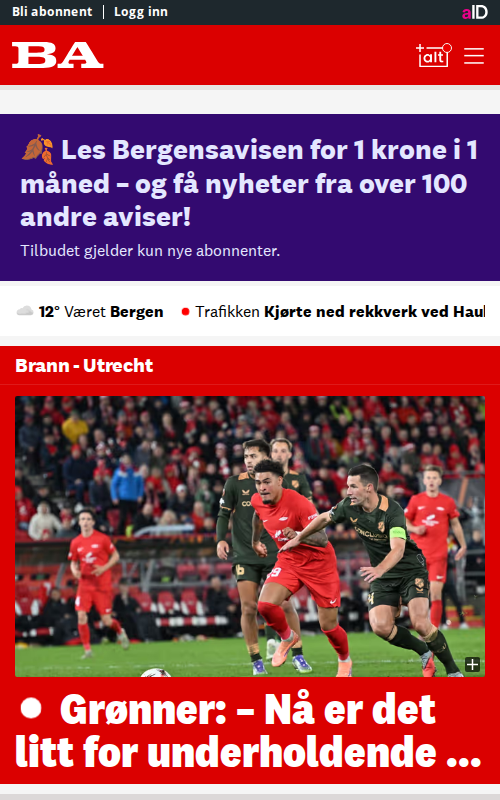 Bli abonnent | Logg inn
aID
BA
alt
Les Bergensavisen for 1 krone i 1
måned – og få nyheter fra over 100
andre aviser!
Tilbudet gjelder kun nye abonnenter.
12° Været Bergen
Trafikken Kjørte ned rekkverk ved Hauk
Brann - Utrecht
Grønner: – Nå er det
litt for underholdende ...